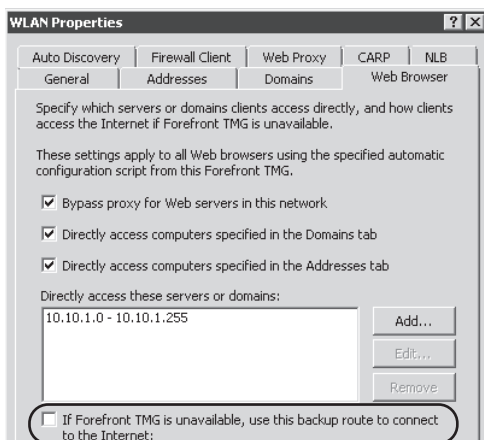 WLAN Properties
Auto Discovery Firewall Client Web Proxy CARP NLB
General Addresses Domains Web Browser
Specify which servers or domains clients access directly, and how clients
access the Internet if Forefront TMG is unavailable.
These settings apply to all Web browsers using the specified automatic
configuration script from this Forefront TMG.
Bypass proxy for Web servers in this network
Directly access computers specified in the Domains tab
Directly access computers specified in the Addresses tab
Directly access these servers or domains:
10.10.1.0 - 10.10.1.255
Add...
Edit...
Remove
If Forefront TMG is unavailable, use this backup route to connect
to the Internet: